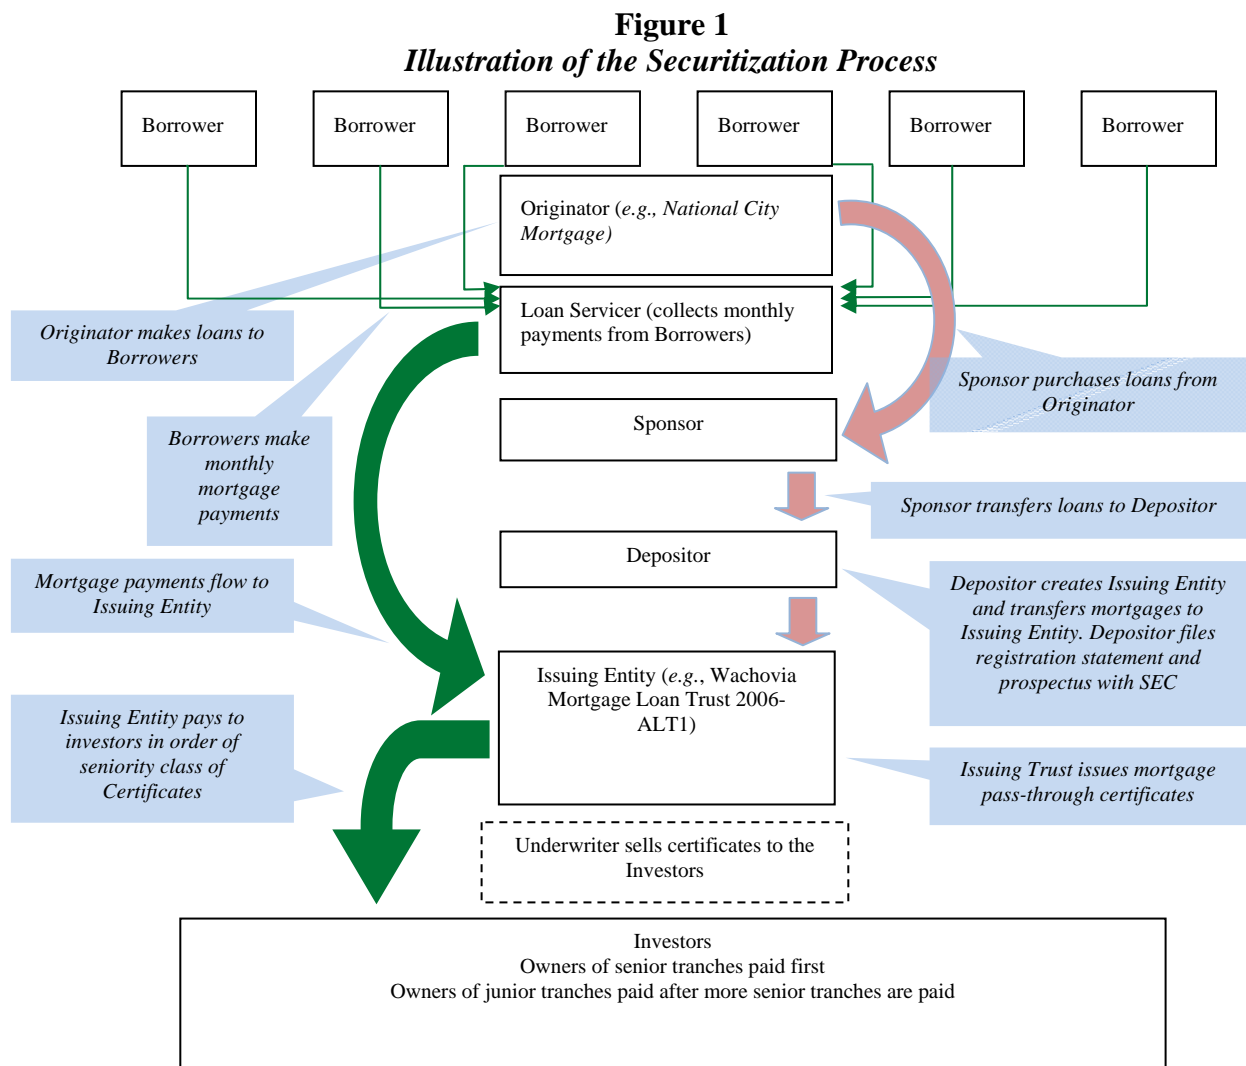 Figure 1
Illustration of the Securitization Process
Borrower
Borrower
Borrower
Borrower
Borrower
Borrower
Originator (e.g., National City
Mortgage)
Originator makes loans to
Borrowers
Loan Servicer (collects monthly
payments from Borrowers)
Sponsor purchases loans from
Originator
Borrowers make
monthly
mortgage
payments
Sponsor
Sponsor transfers loans to Depositor
Depositor
Mortgage payments flow to
Issuing Entity
Depositor creates Issuing Entity
and transfers mortgages to
Issuing Entity. Depositor files
registration statement and
prospectus with SEC
Issuing Entity (e.g., Wachovia
Mortgage Loan Trust 2006-
ALT1)
Issuing Entity pays to
investors in order of
seniority class of
Certificates
Issuing Trust issues mortgage
pass-through certificates
Underwriter sells certificates to the
Investors
Investors
Owners of senior tranches paid first
Owners of junior tranches paid after more senior tranches are paid